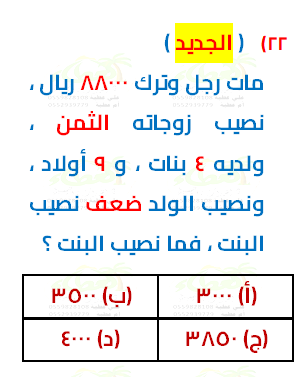 ٢٢) ( الجديد )
مات رجل وترك ٨٨٠٠٠ ريال ،
نصيب زوجاته الثمن ،
ولديه ٤ بنات ، و ٩ أولاد ،
ونصيب الولد ضعف نصيب
البنت ، فما نصيب البنت ؟
(أ) ٣٠٠٠ (ب) ٣٥٠٠
(ج) ٣٨٥٠ (د) ٤٠٠٠